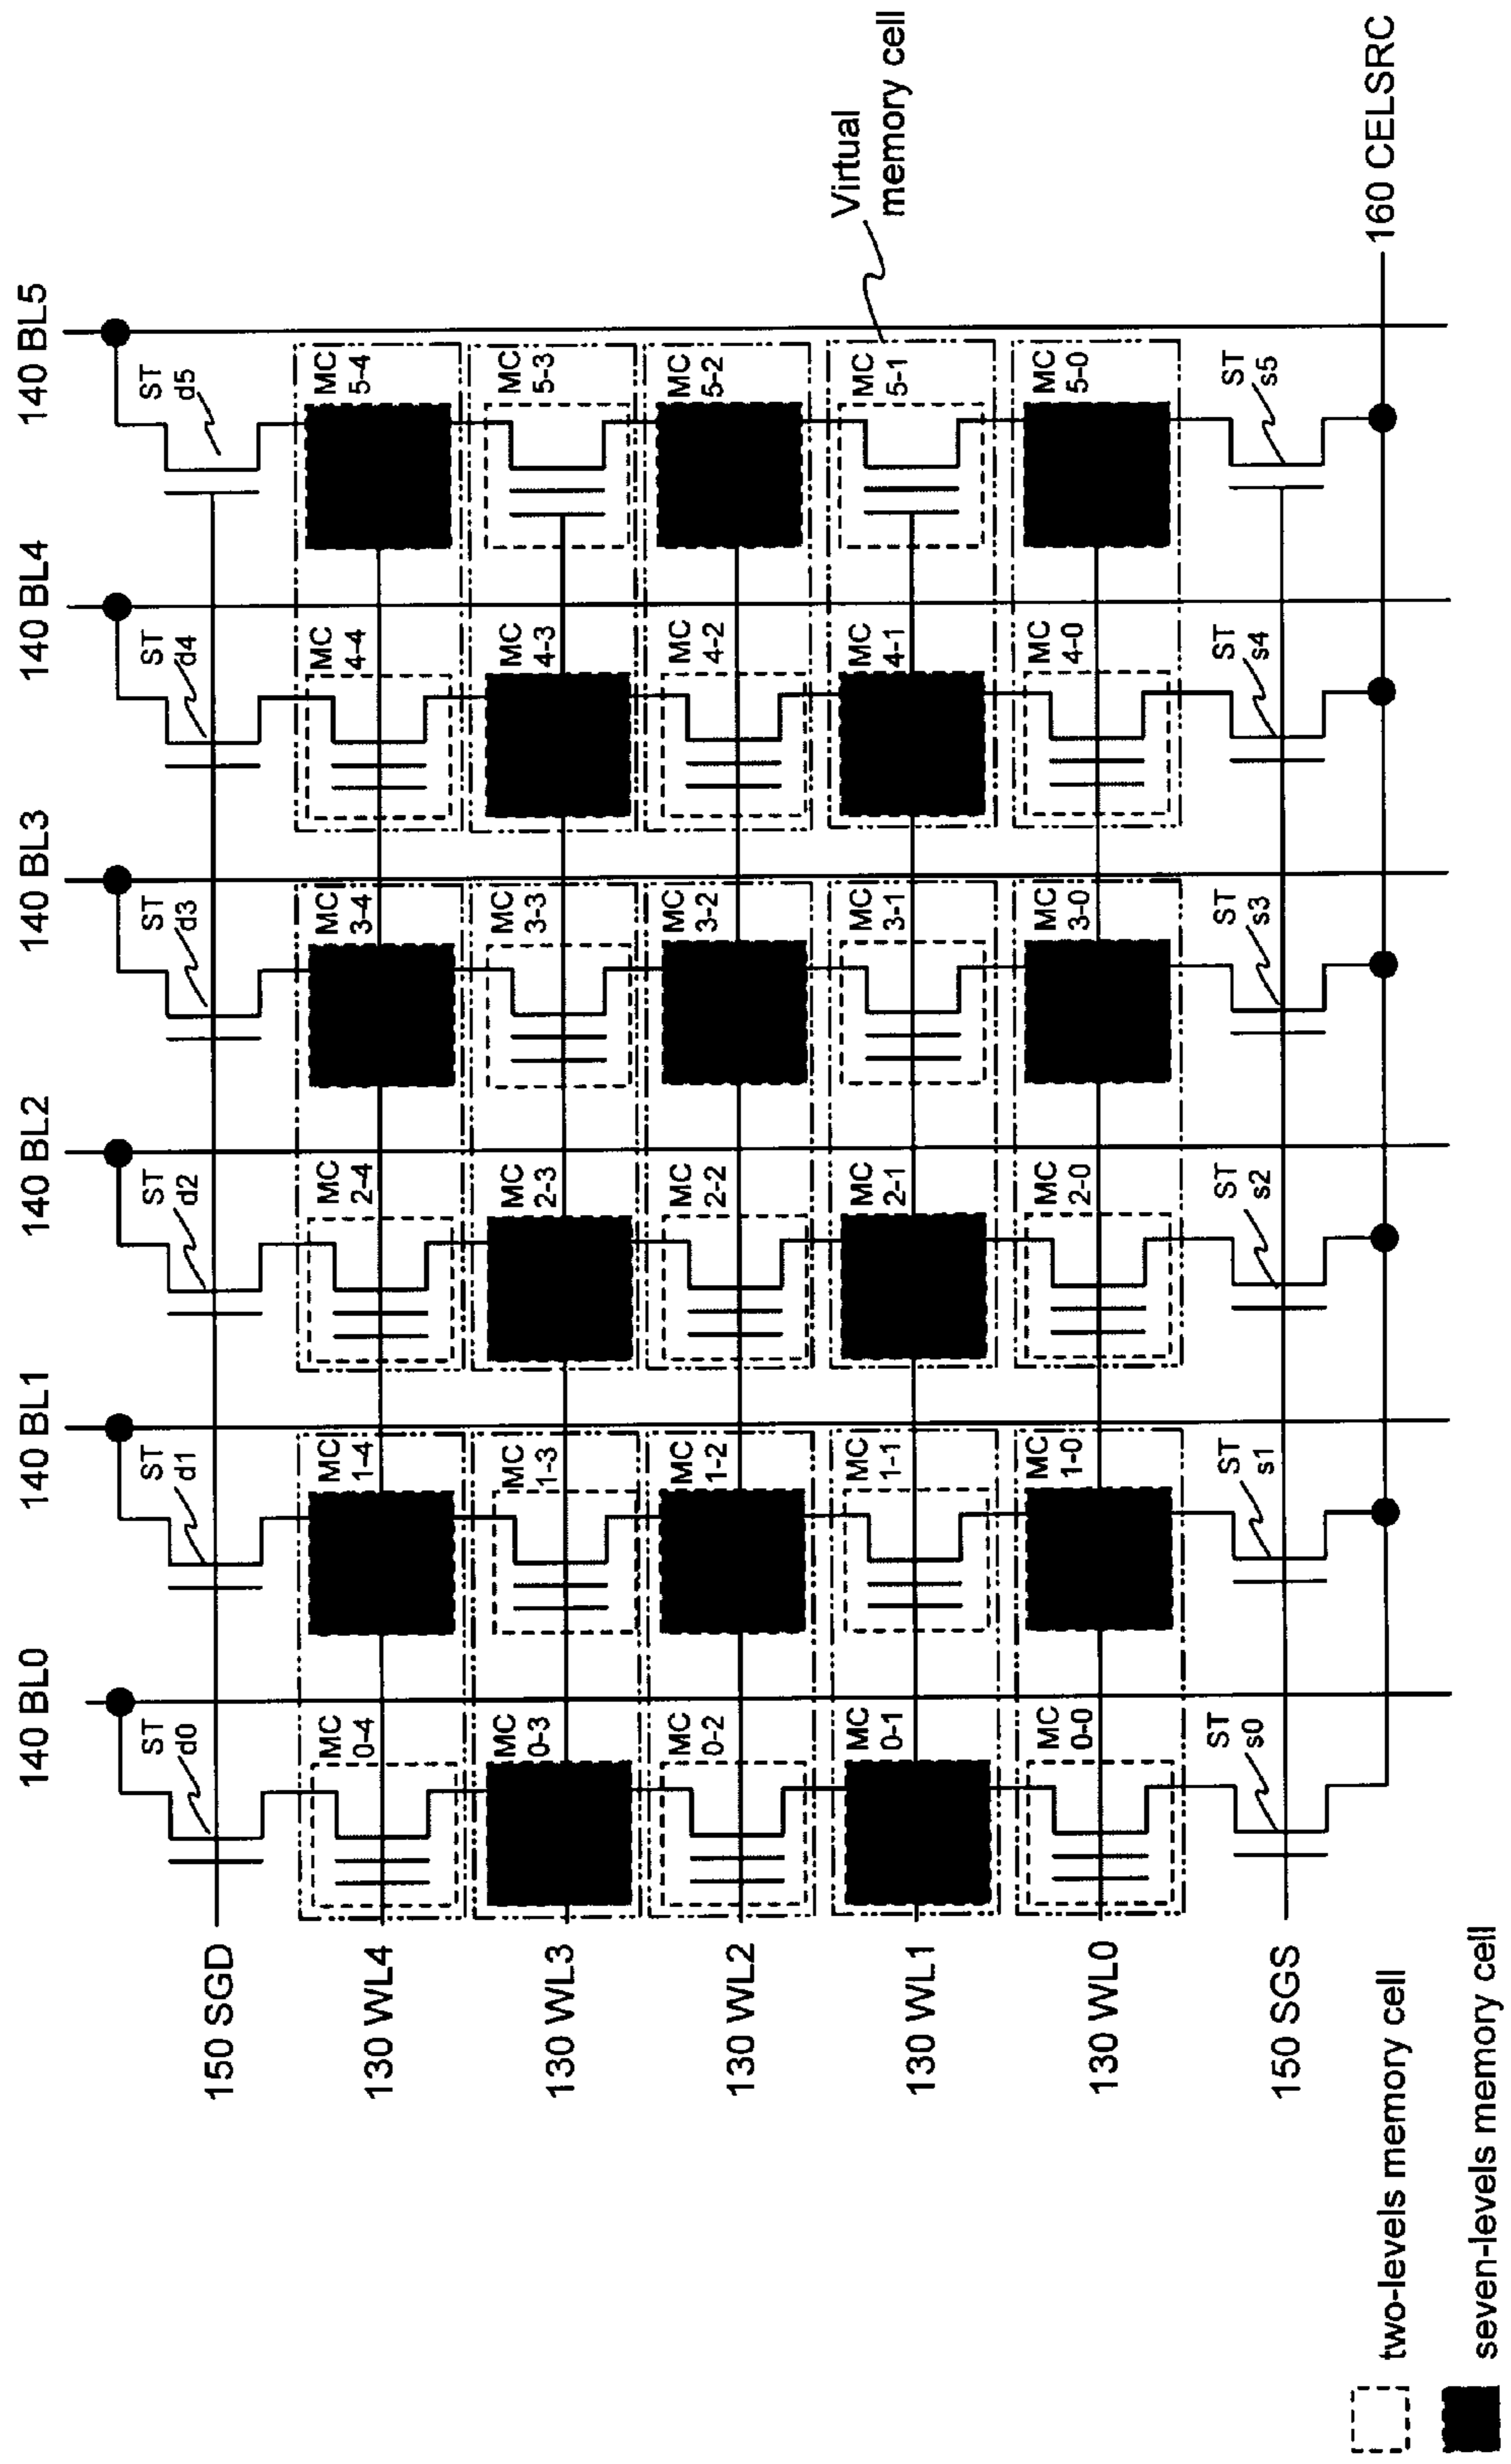 140 BL0
140 BL1
140 BL2
140 BL3
140 BL4
140 BL5
ST
d0
ST
d1
ST
d2
ST
d3
ST
d4
ST
d5
150 SGD
MC
0-4
MC
1-4
MC
2-4
MC
3-4
MC
4-4
MC
5-4
130 WL4
MC
0-3
MC
1-3
MC
2-3
MC
3-3
MC
4-3
MC
5-3
130 WL3
MC
0-2
MC
1-2
MC
2-2
MC
3-2
MC
4-2
MC
5-2
130 WL2
MC
0-1
MC
1-1
MC
2-1
MC
3-1
MC
4-1
MC
5-1
Virtual
memory cell
130 WL1
MC
0-0
MC
1-0
MC
2-0
MC
3-0
MC
4-0
MC
5-0
130 WL0
ST
s0
ST
s1
ST
s2
ST
s3
ST
s4
ST
s5
150 SGS
160 CELSRC
two-levels memory cell
seven-levels memory cell